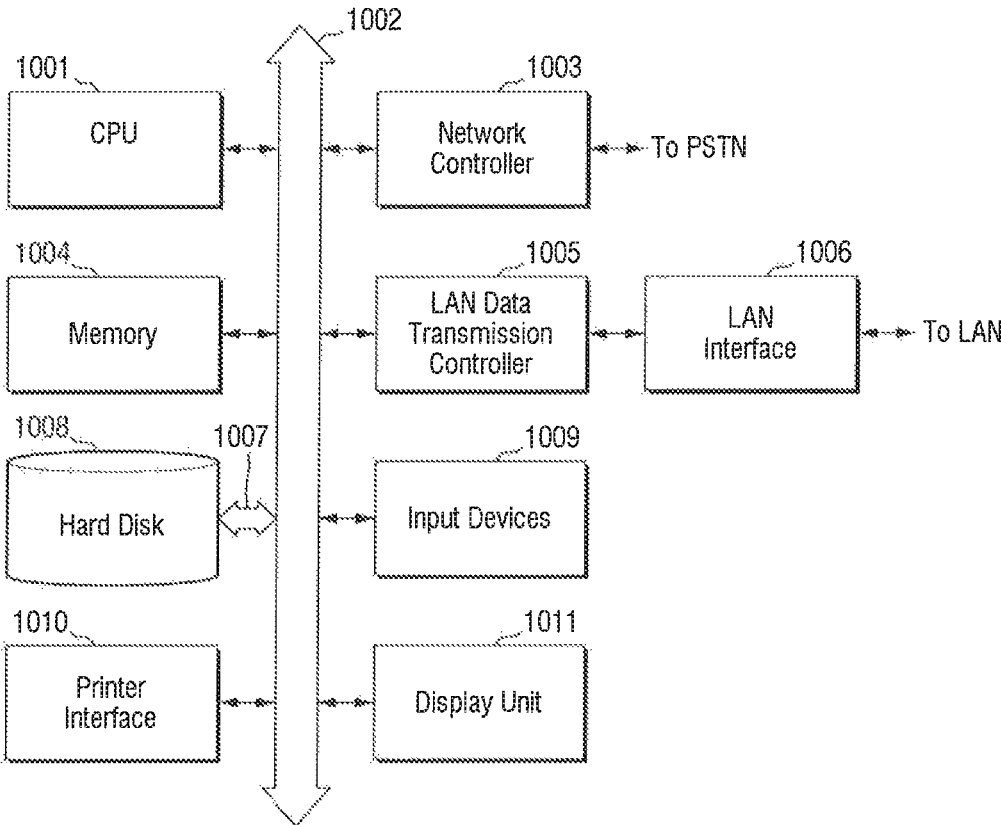 1002
1001
CPU
1003
Network
Controller
To PSTN
1004
Memory
1005
LAN Data
Transmission
Controller
1006
LAN
Interface
To LAN
1008
Hard Disk
1007
1009
Input Devices
1010
Printer
Interface
1011
Display Unit